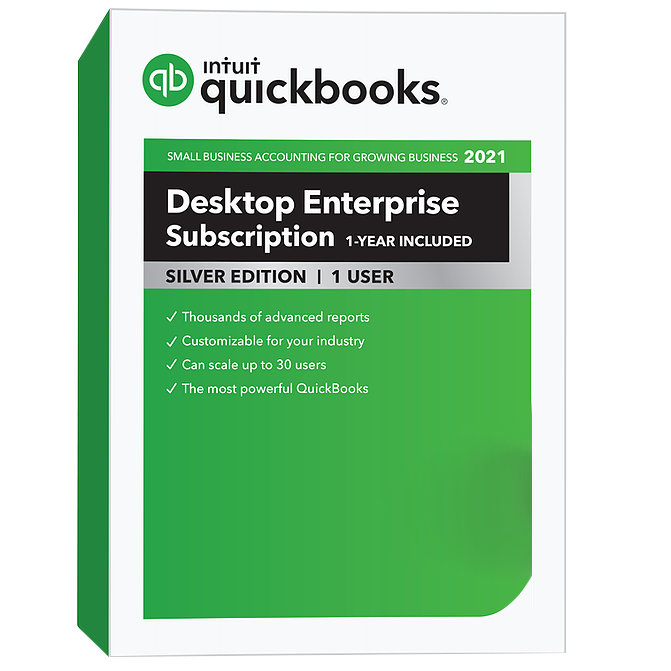 qb intuit
quickbooks®
SMALL BUSINESS ACCOUNTING FOR GROWING BUSINESS 2021
Desktop Enterprise
Subscription 1-YEAR INCLUDED
SILVER EDITION | 1 USER
✓ Thousands of advanced reports
✓ Customizable for your industry
✓ Can scale up to 30 users
✓ The most powerful QuickBooks